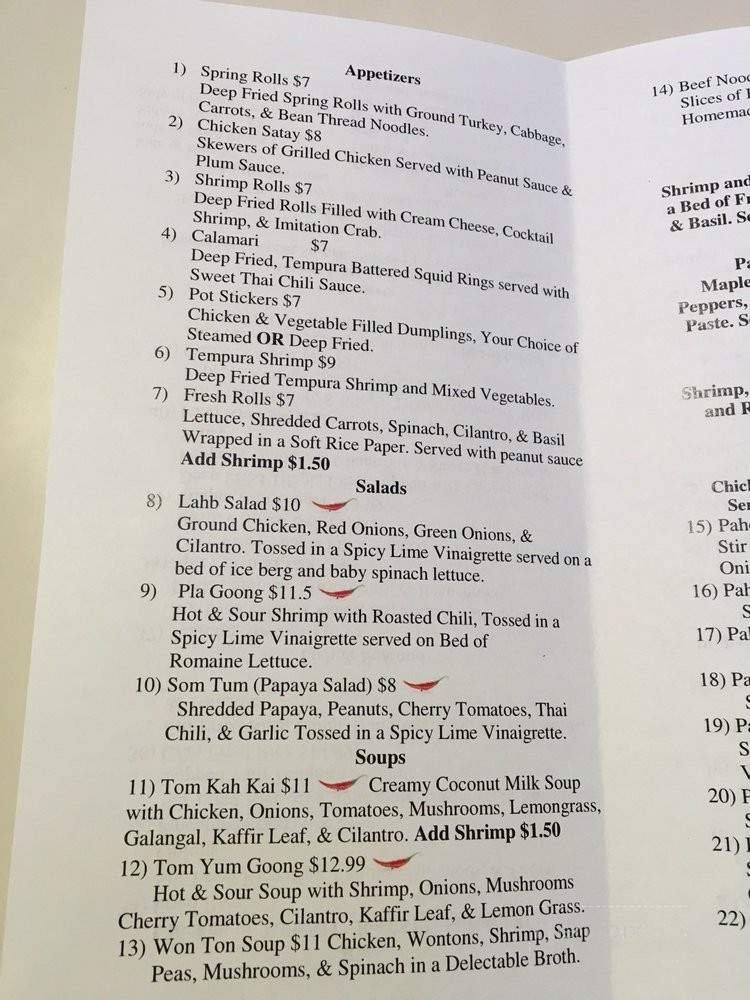 Appetizers
1) Spring Rolls $7
Deep Fried Spring Rolls with Ground Turkey, Cabbage,
Carrots, & Bean Thread Noodles.
2) Chicken Satay $8
Skewers of Grilled Chicken Served with Peanut Sauce &
Plum Sauce.
3) Shrimp Rolls $7
Deep Fried Rolls Filled with Cream Cheese, Cocktail
Shrimp, & Imitation Crab.
4) Calamari $7
Deep Fried, Tempura Battered Squid Rings served with
Sweet Thai Chili Sauce.
5) Pot Stickers $7
Chicken & Vegetable Filled Dumplings, Your Choice of
Steamed OR Deep Fried.
6) Tempura Shrimp $9
Deep Fried Tempura Shrimp and Mixed Vegetables.
7) Fresh Rolls $7
Lettuce, Shredded Carrots, Spinach, Cilantro, & Basil
Wrapped in a Soft Rice Paper. Served with peanut sauce
Add Shrimp $1.50
Salads
8) Lahb Salad $10
Ground Chicken, Red Onions, Green Onions, &
Cilantro. Tossed in a Spicy Lime Vinaigrette served on a
bed of ice berg and baby spinach lettuce.
9) Pla Goong $11.5
Hot & Sour Shrimp with Roasted Chili, Tossed in a
Spicy Lime Vinaigrette served on Bed of
Romaine Lettuce.
10) Som Tum (Papaya Salad) $8
Shredded Papaya, Peanuts, Cherry Tomatoes, Thai
Chili, & Garlic Tossed in a Spicy Lime Vinaigrette.
Soups
11) Tom Kah Kai $11 Creamy Coconut Milk Soup
with Chicken, Onions, Tomatoes, Mushrooms, Lemongrass,
Galangal, Kaffir Leaf, & Cilantro. Add Shrimp $1.50
12) Tom Yum Goong $12.99
Hot & Sour Soup with Shrimp, Onions, Mushrooms
Cherry Tomatoes, Cilantro, Kaffir Leaf, & Lemon Grass.
13) Won Ton Soup $11 Chicken, Wontons, Shrimp, Snap
Peas, Mushrooms, & Spinach in a Delectable Broth.
14) Beef
Slices of
Shrimp and
a Bed of
& Basil.
Peppers,
Paste.
Shrimp,
and
15)
Stir
16)
17)
18)
19)
20)
21)
22)